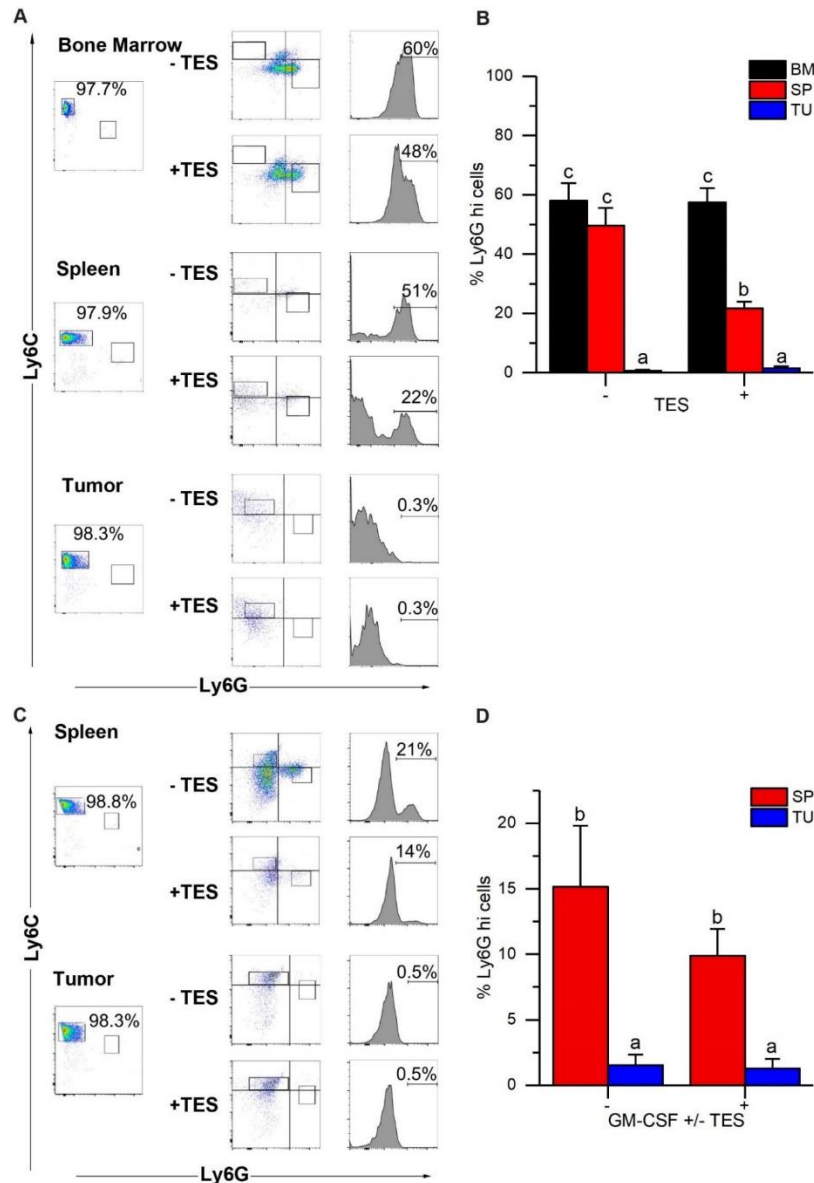 A
Bone Marrow
97.7%
- TES
60%
+TES
48%
Spleen
97.9%
- TES
51%
+TES
22%
Tumor
98.3%
- TES
0.3%
+TES
0.3%
Ly6C
Ly6G
B
BM
SP
TU
% Ly6G hi cells
100
80
60
40
20
0
c
c
a
c
b
a
- +
TES
C
Spleen
98.8%
- TES
21%
+TES
14%
Tumor
98.3%
- TES
0.5%
+TES
0.5%
Ly6C
Ly6G
D
SP
TU
% Ly6G hi cells
20
15
10
5
0
b
a
b
a
- +
GM-CSF +/- TES